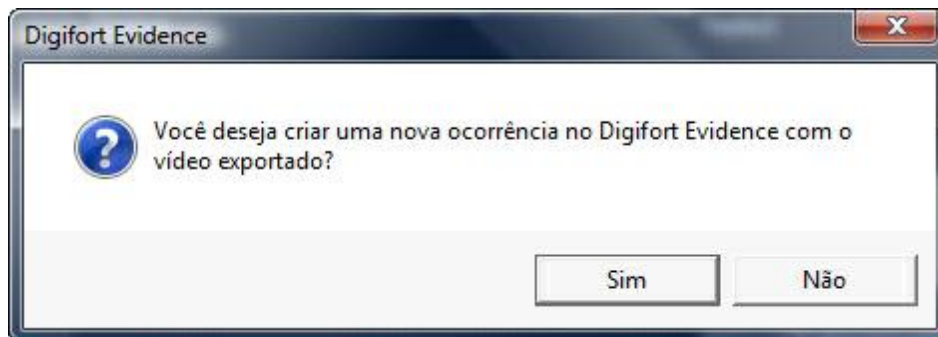 Digifort Evidence
Você deseja criar uma nova ocorrência no Digifort Evidence com o
vídeo exportado?
Sim
Não